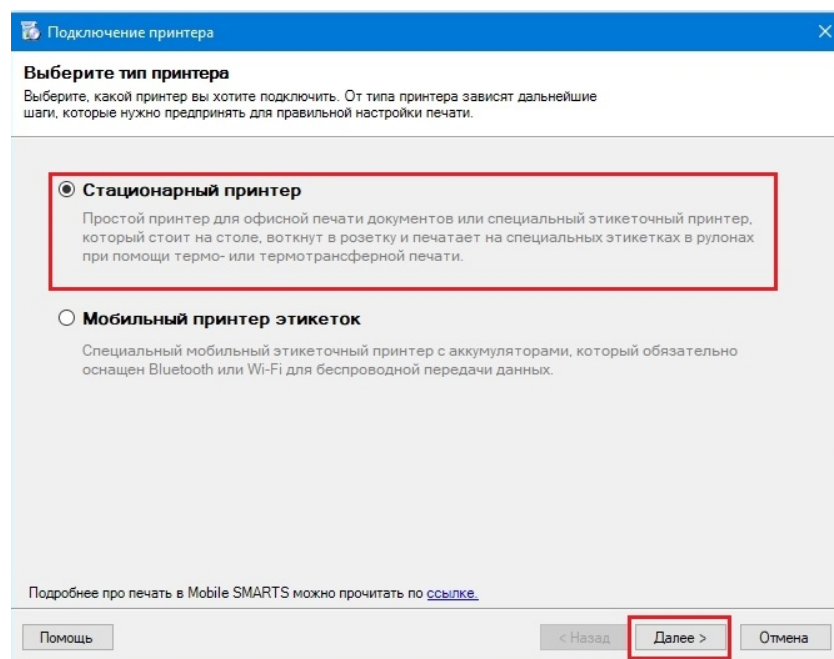 Подключение принтера
Выберите тип принтера
Выберите, какой принтер вы хотите подключить. От типа принтера зависят дальнейшие
шаги, которые нужно предпринять для правильной настройки печати.
Стационарный принтер
Простой принтер для офисной печати документов или специальный этикеточный принтер,
который стоит на столе, воткнут в розетку и печатает на специальных этикетках в рулонах
при помощи термо- или термотрансферной печати.
Мобильный принтер этикеток
Специальный мобильный этикеточный принтер с аккумуляторами, который обязательно
оснащен Bluetooth или Wi-Fi для беспроводной передачи данных.
Подробнее про печать в Mobile SMARTS можно прочитать по ссылке.
Помощь < Назад Далее > Отмена